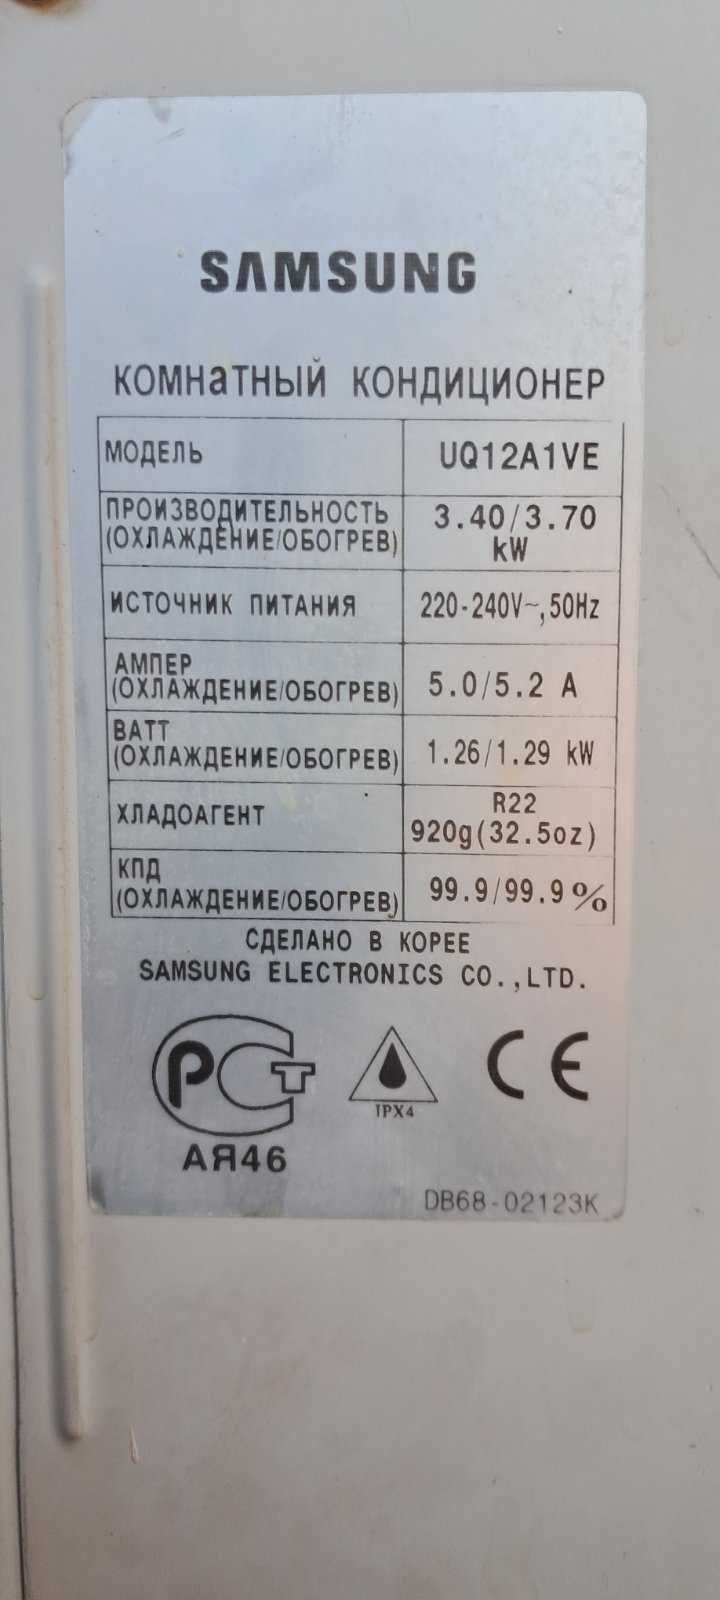 SAMSUNG
КОМНаТНЫЙ КОНДИЦИОНЕР
МОДЕЛЬ UQ12A1VE
ПРОИЗВОДИТЕЛЬНОСТЬ
(ОХЛАЖДЕНИЕ/ОБОГРЕВ) 3.40/3.70
kW
ИСТОЧНИК ПИТАНИЯ 220-240V~,50Hz
АМПЕР
(ОХЛАЖДЕНИЕ/ОБОГРЕВ) 5.0/5.2 A
ВАТТ
(ОХЛАЖДЕНИЕ/ОБОГРЕВ) 1.26/1.29 kW
ХЛАДОАГЕНТ R22
920g(32.5oz)
КПД
(ОХЛАЖДЕНИЕ/ОБОГРЕВ) 99.9/99.9%
СДЕЛАНО В КОРЕЕ
SAMSUNG ELECTRONICS CO.,LTD.
РСТ
IPX4
CE
АЯ46
DB68-02123K